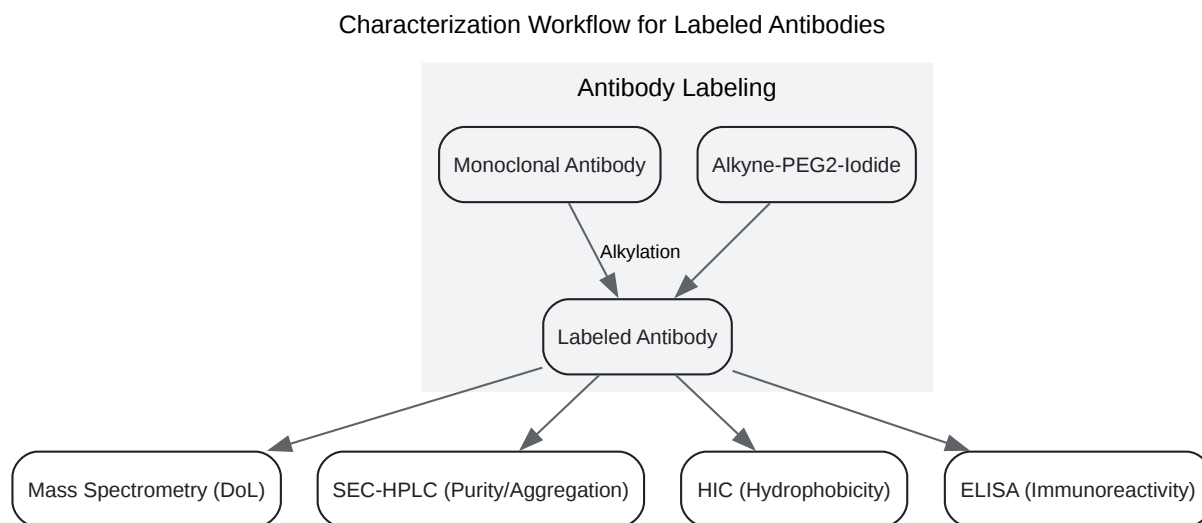 Characterization Workflow for Labeled Antibodies
Antibody Labeling
Monoclonal Antibody
Alkyne-PEG2-Iodide
Alkylation
Labeled Antibody
Mass Spectrometry (DoL)
SEC-HPLC (Purity/Aggregation)
HIC (Hydrophobicity)
ELISA (Immunoreactivity)